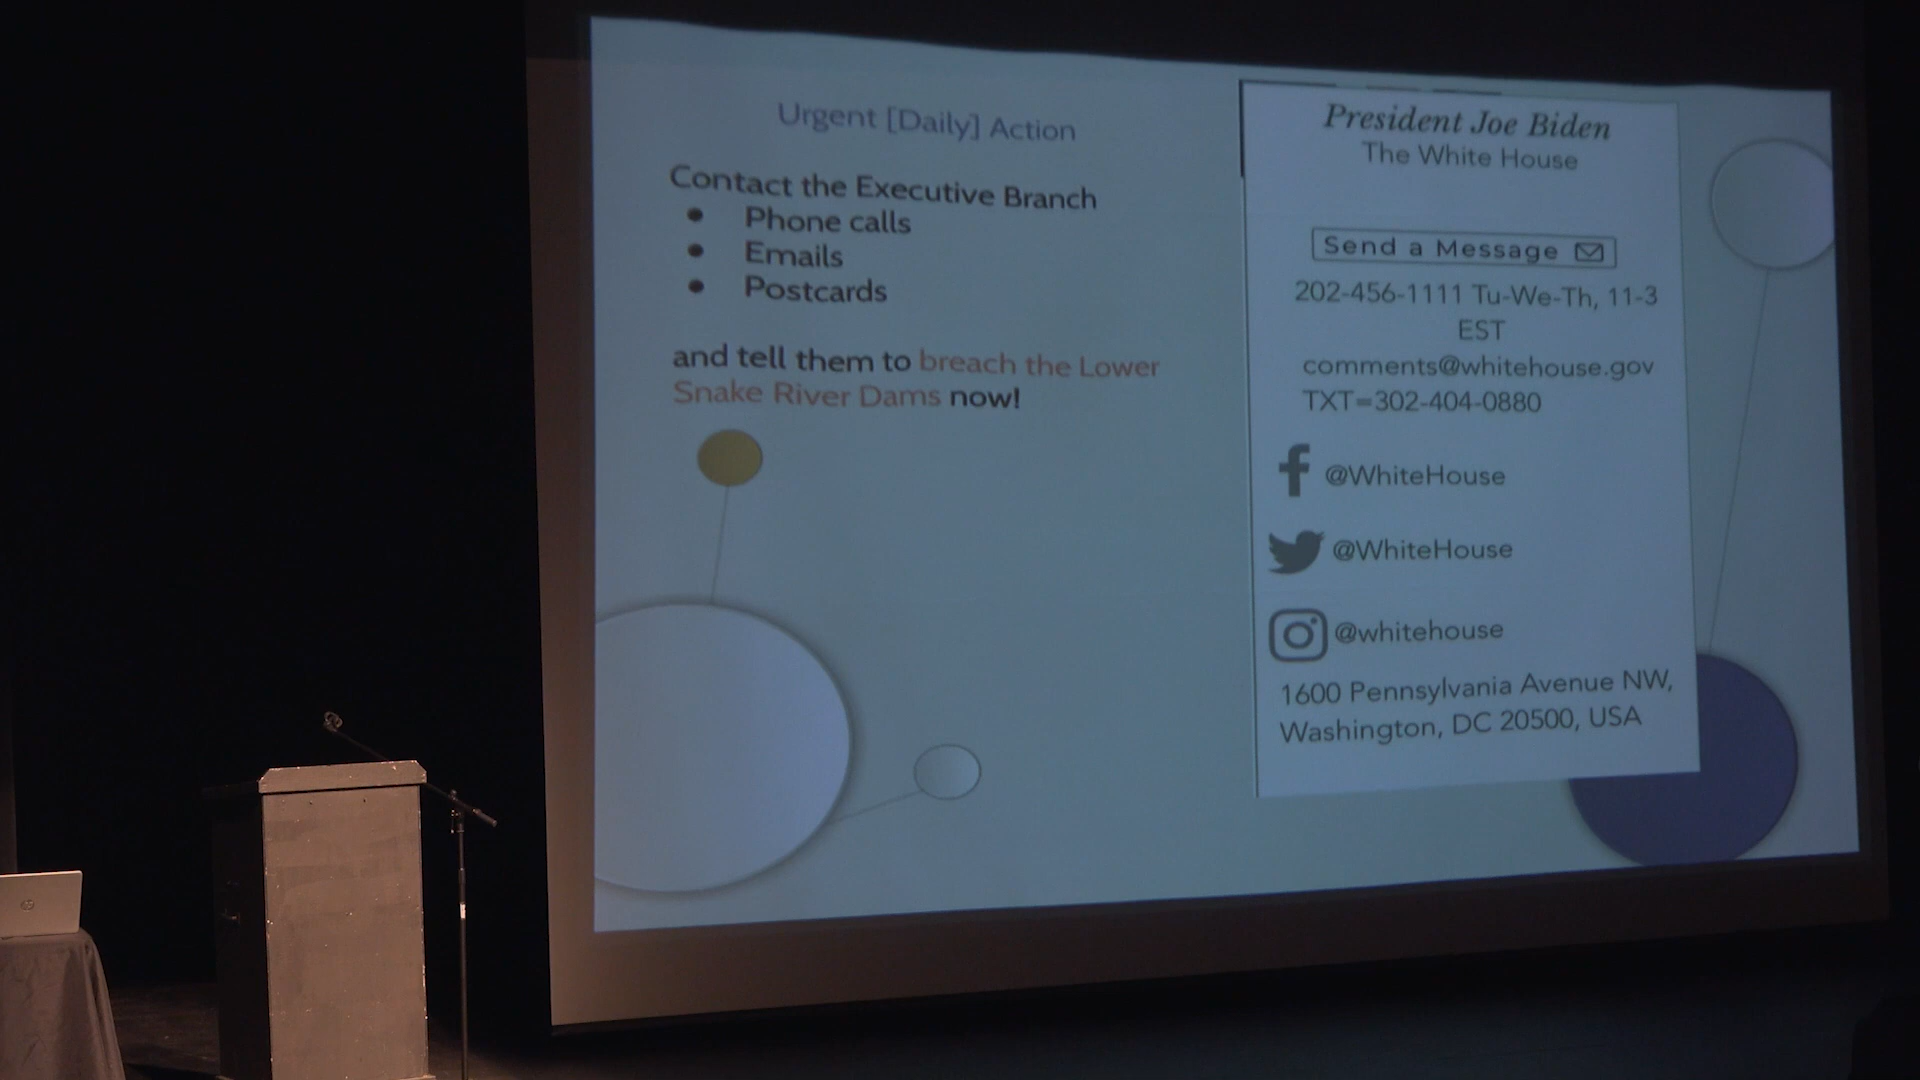 Urgent [Daily] Action
Contact the Executive Branch
• Phone calls
• Emails
• Postcards
and tell them to breach the Lower
Snake River Dams now!
President Joe Biden
The White House
Send a Message
202-456-1111 Tu-We-Th, 11-3
EST
comments@whitehouse.gov
TXT=302-404-0880
@WhiteHouse
@WhiteHouse
@whitehouse
1600 Pennsylvania Avenue NW,
Washington, DC 20500, USA
hp